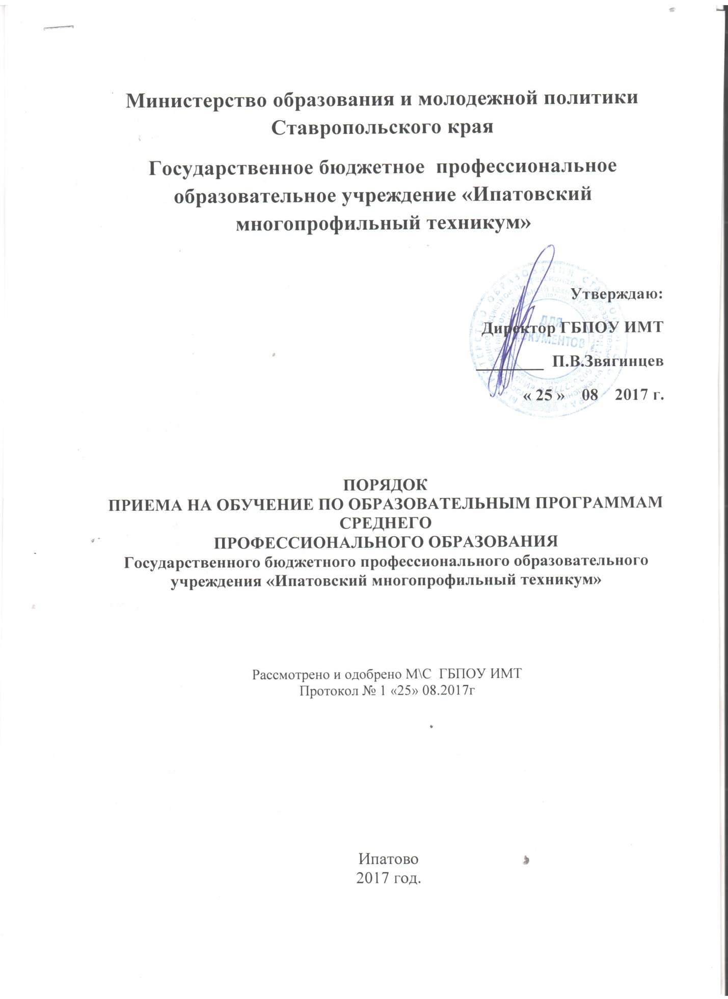 Министерство образования и молодежной политики
Ставропольского края
Государственное бюджетное профессиональное
образовательное учреждение «Ипатовский
многопрофильный техникум»
Утверждаю:
Директор ГБПОУ ИМТ
ДЛЯ
ДОКУМЕНТОВ
________ П.В.Звягинцев
« 25 » 08 2017 г.
ПОРЯДОК
ПРИЕМА НА ОБУЧЕНИЕ ПО ОБРАЗОВАТЕЛЬНЫМ ПРОГРАММАМ
СРЕДНЕГО
ПРОФЕССИОНАЛЬНОГО ОБРАЗОВАНИЯ
Государственного бюджетного профессионального образовательного
учреждения «Ипатовский многопрофильный техникум»
Рассмотрено и одобрено М\С ГБПОУ ИМТ
Протокол № 1 «25» 08.2017г
Ипатово
2017 год.